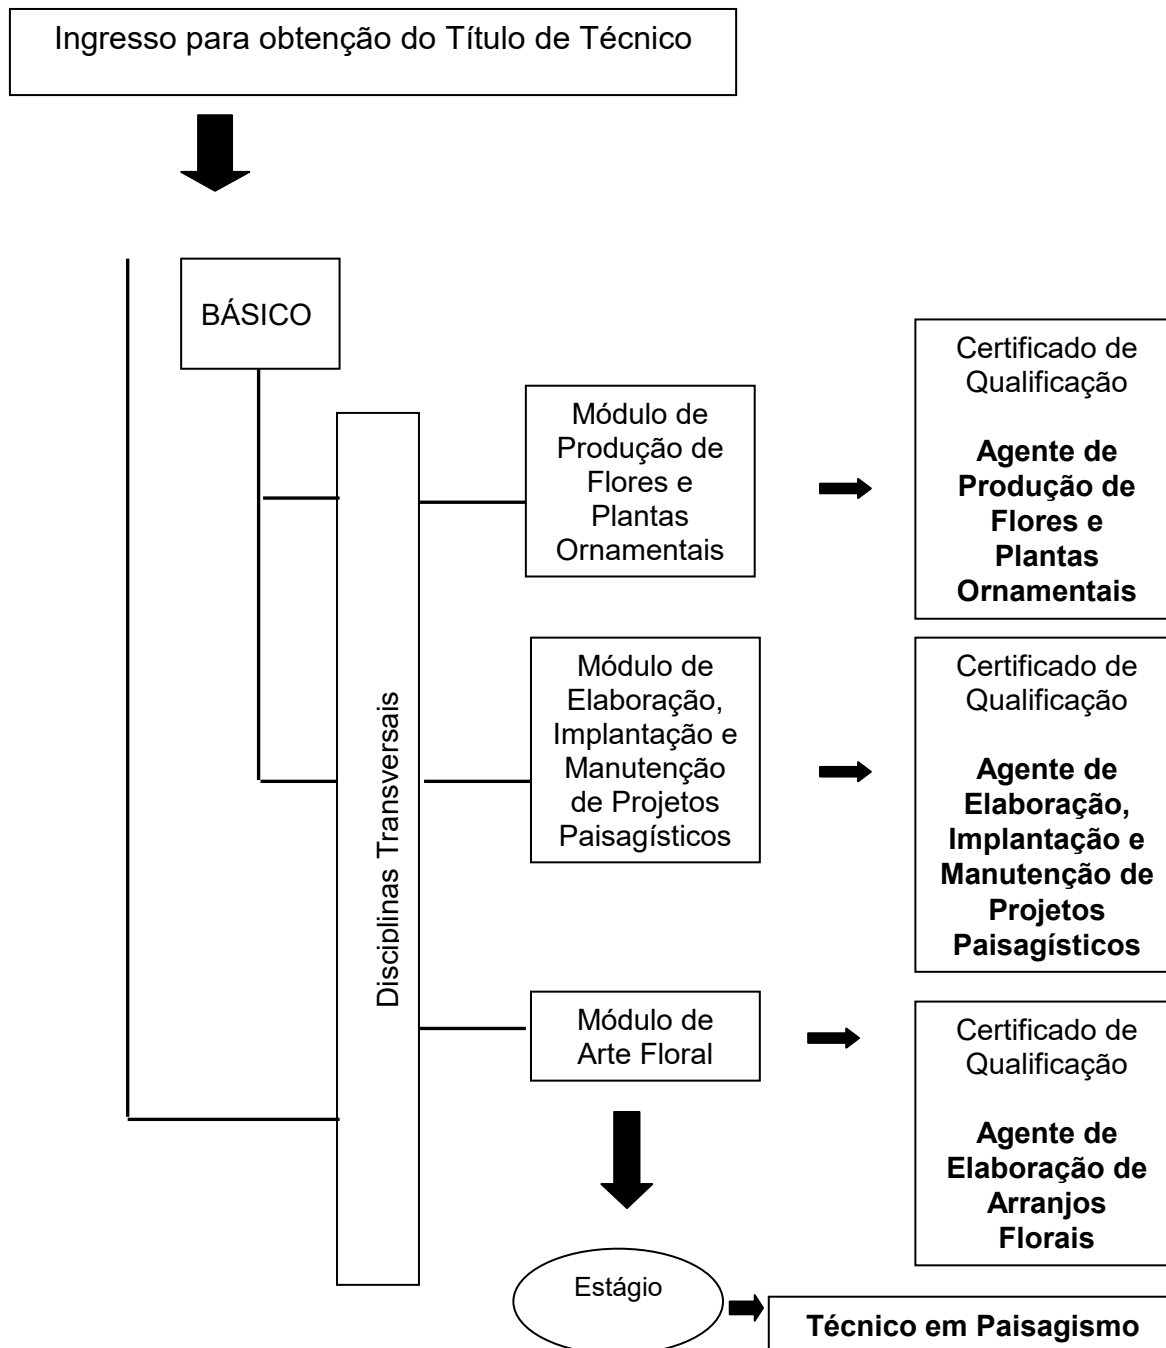 Ingresso para obtenção do Título de Técnico
BÁSICO
Disciplinas Transversais
Módulo de
Produção de
Flores e
Plantas
Ornamentais
Certificado de
Qualificação
Agente de
Produção de
Flores e
Plantas
Ornamentais
Módulo de
Elaboração,
Implantação e
Manutenção
de Projetos
Paisagísticos
Certificado de
Qualificação
Agente de
Elaboração,
Implantação e
Manutenção de
Projetos
Paisagísticos
Módulo de
Arte Floral
Certificado de
Qualificação
Agente de
Elaboração de
Arranjos
Florais
Estágio
Técnico em Paisagismo